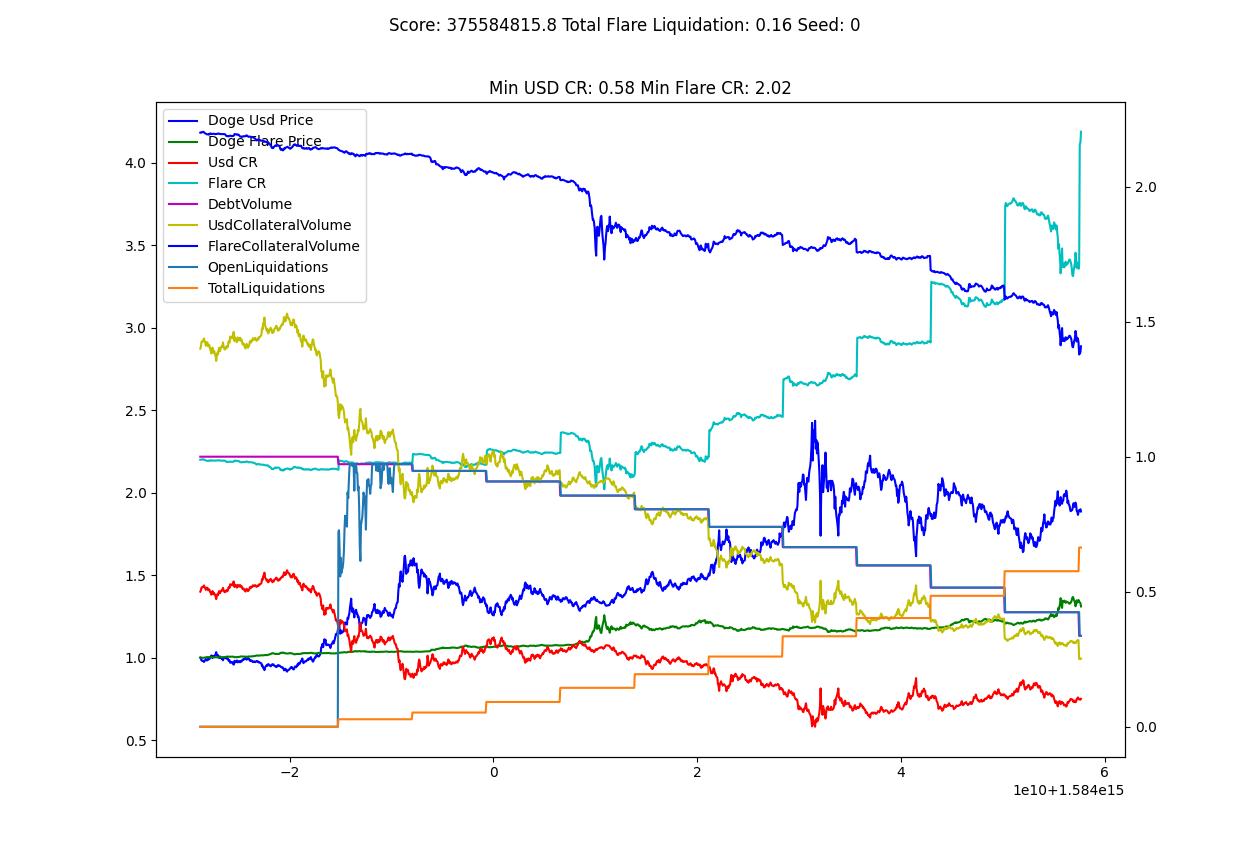 Score: 375584815.8 Total Flare Liquidation: 0.16 Seed: 0
Min USD CR: 0.58 Min Flare CR: 2.02
Doge Usd Price
Doge Flare Price
Usd CR
Flare CR
DebtVolume
UsdCollateralVolume
FlareCollateralVolume
OpenLiquidations
TotalLiquidations
4.0
3.5
3.0
2.5
2.0
1.5
1.0
0.5
2.0
1.5
1.0
0.5
0.0
−2 0 2 4 6
1e10+1.584e15